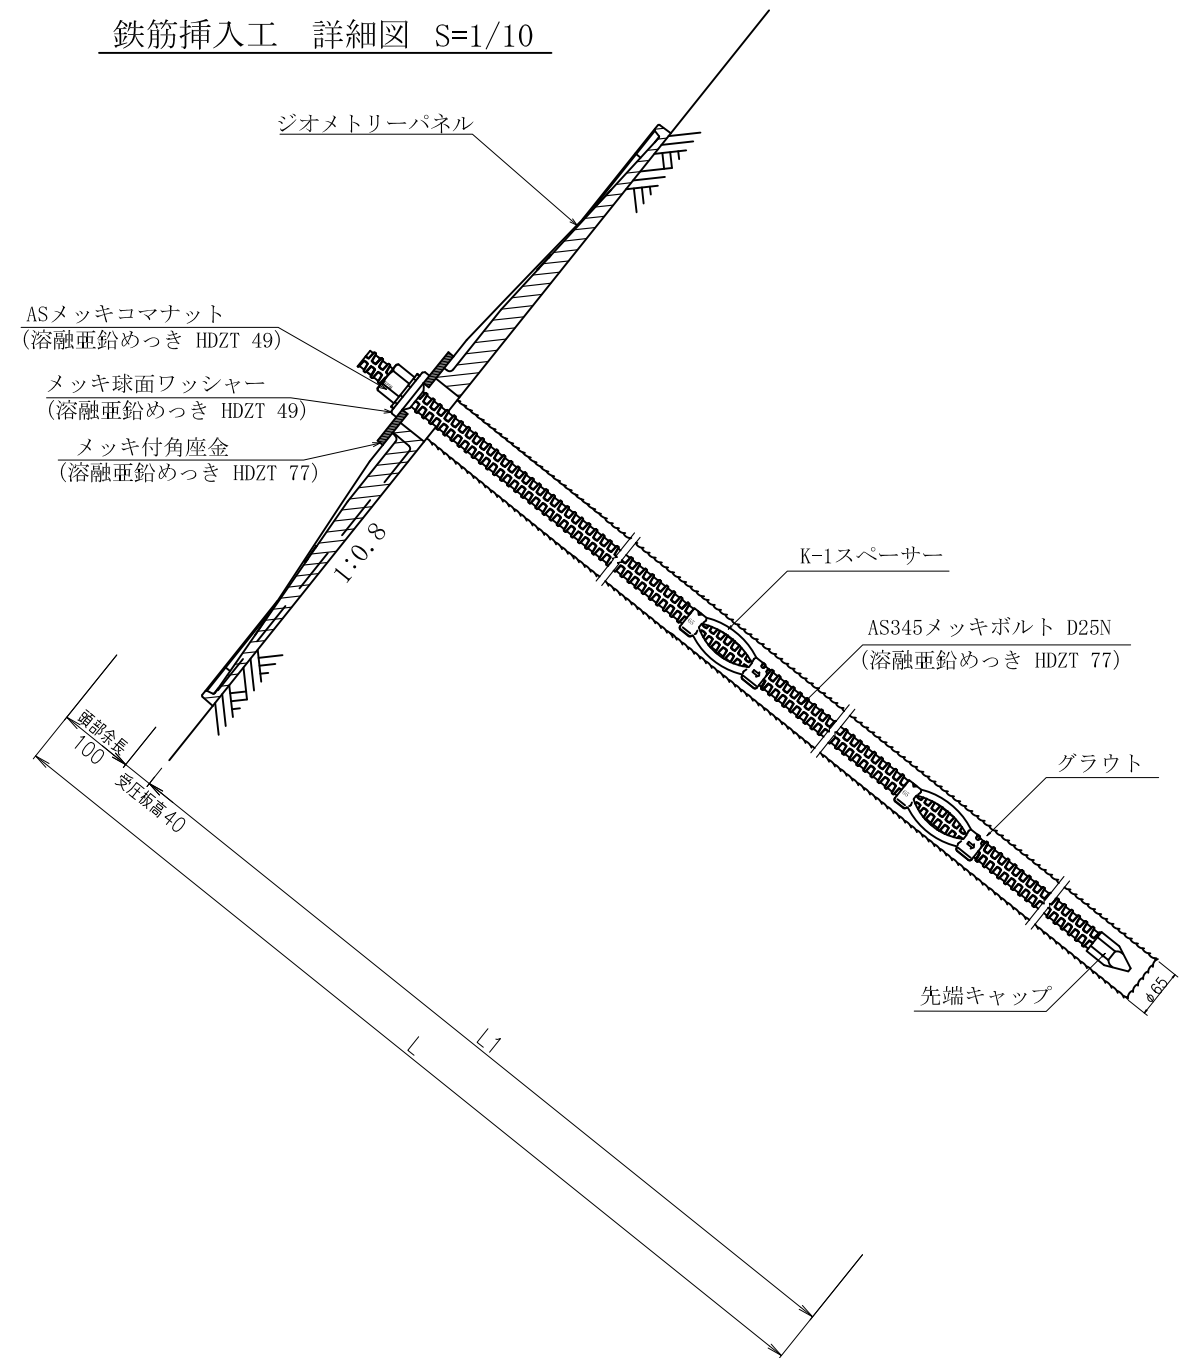 鉄筋挿入工　詳細図 S=1/10
ジオメトリーパネル
ASメッキコマナット
(溶融亜鉛めっき HDZT 49)
メッキ球面ワッシャー
(溶融亜鉛めっき HDZT 49)
メッキ付角座金
(溶融亜鉛めっき HDZT 77)
1:0.8
K-1スペーサー
AS345メッキボルト D25N
(溶融亜鉛めっき HDZT 77)
頭部余長
100
受圧板高40
グラウト
先端キャップ
φ65
L1
L